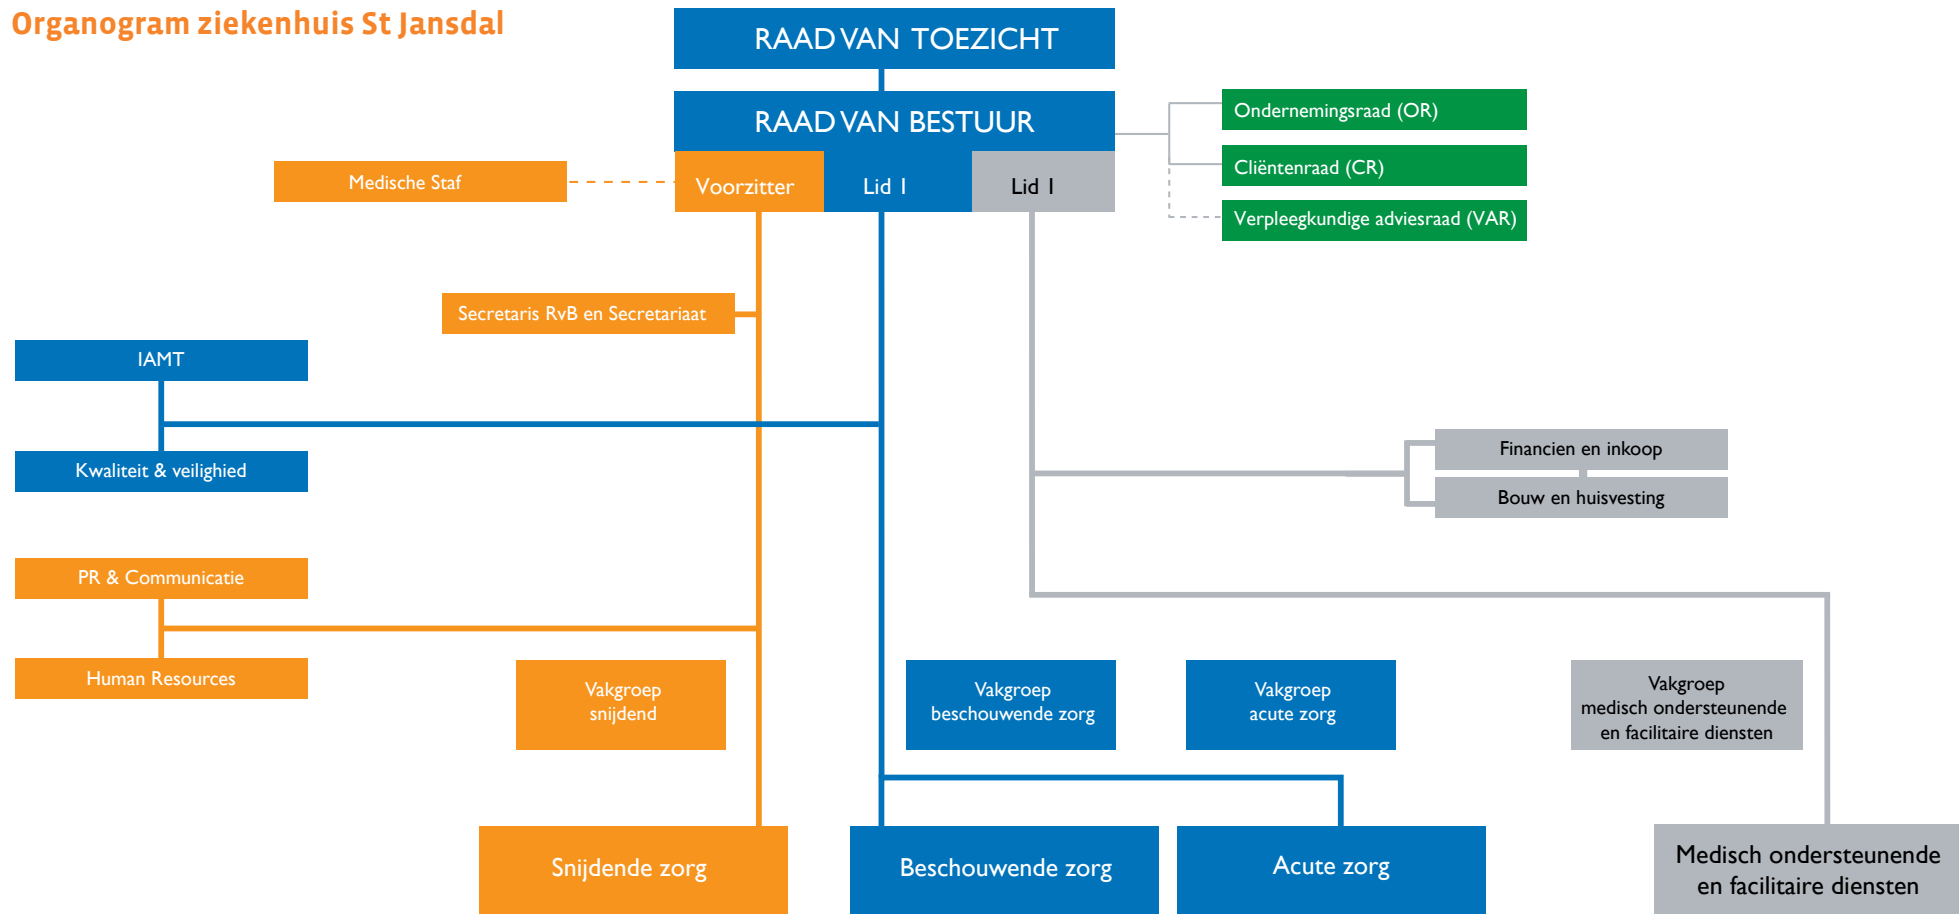 Organogram ziekenhuis St Jansdal
RAAD VAN TOEZICHT
RAAD VAN BESTUUR
Ondernemingsraad (OR)
Cliëntenraad (CR)
Verpleegkundige adviesraad (VAR)
Medische Staf
Voorzitter
Lid 1
Lid 1
Secretaris RvB en Secretariaat
IAMT
Kwaliteit & veilighied
Financien en inkoop
Bouw en huisvesting
PR & Communicatie
Human Resources
Vakgroep
snijdend
Vakgroep
beschouwende zorg
Vakgroep
acute zorg
Vakgroep
medisch ondersteunende
en facilitaire diensten
Snijdende zorg
Beschouwende zorg
Acute zorg
Medisch ondersteunende
en facilitaire diensten